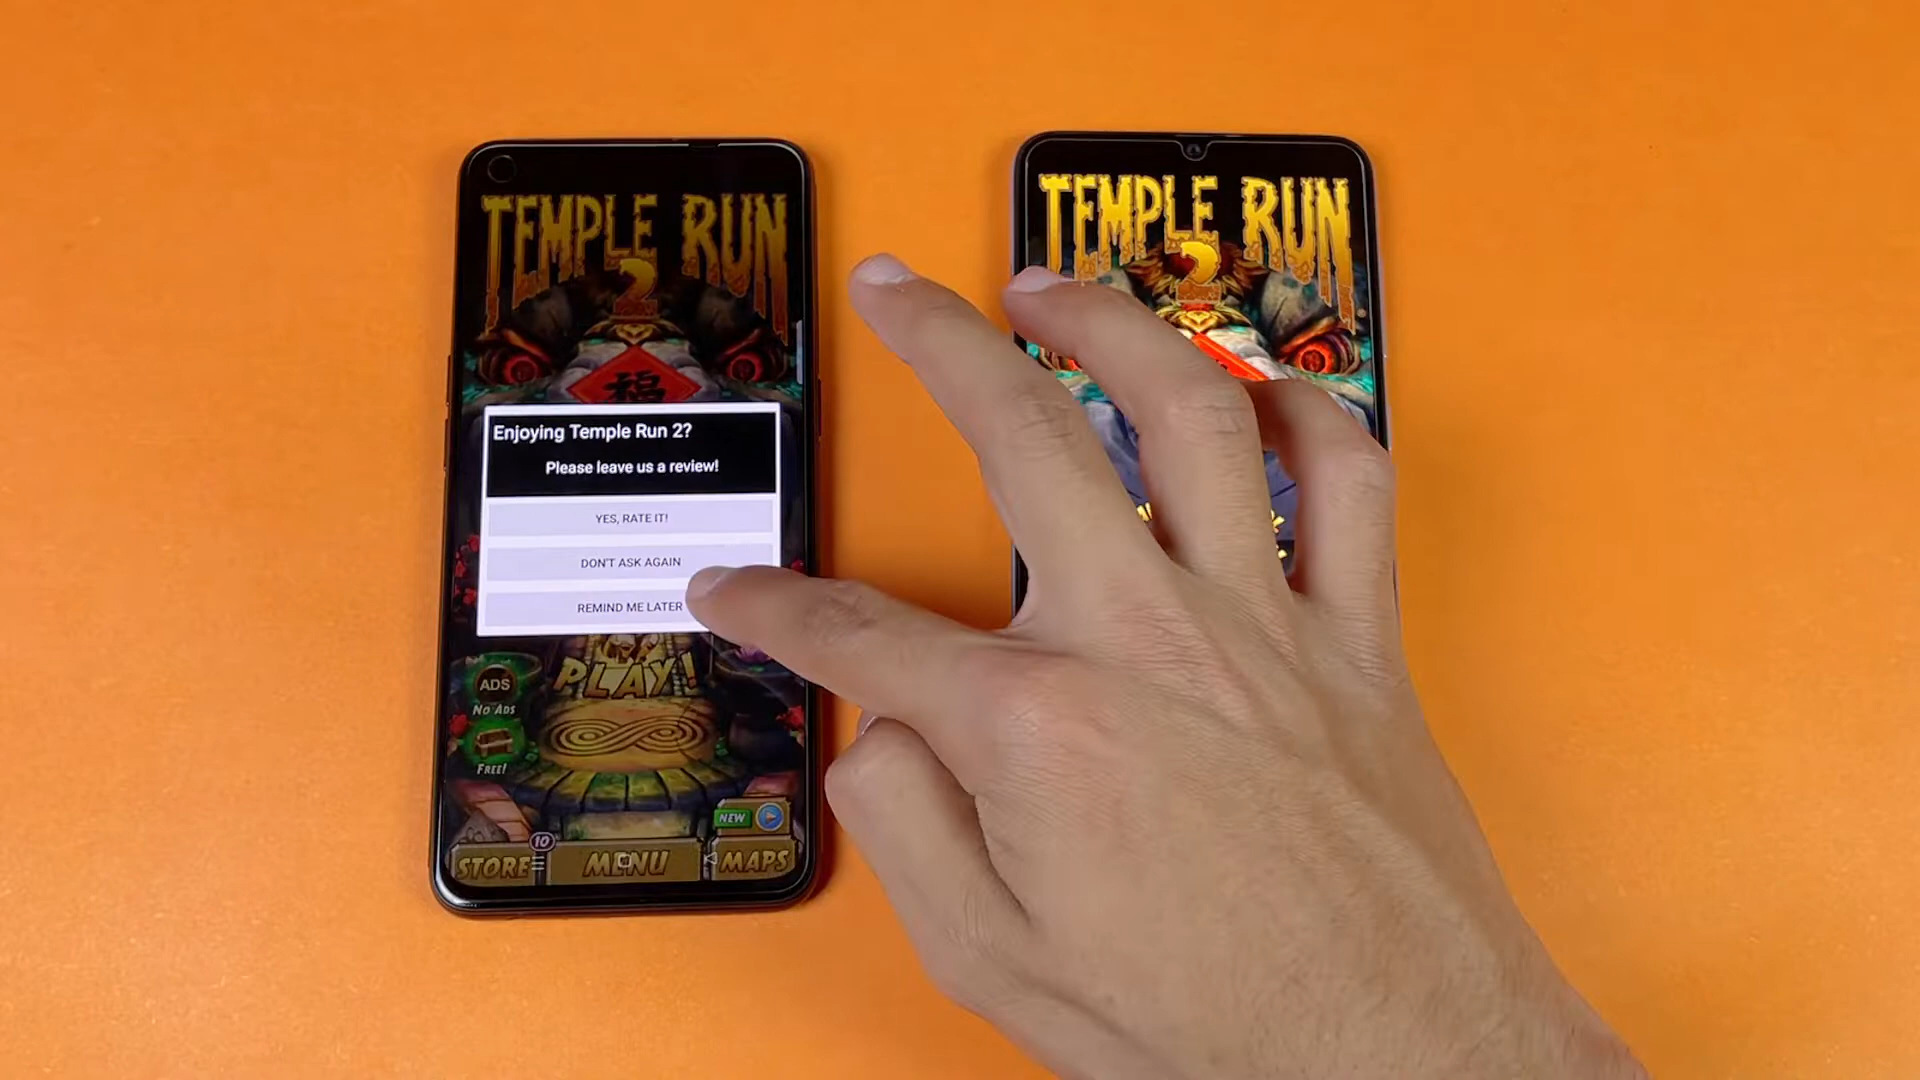 TEMPLE RUN
2
福
Enjoying Temple Run 2?
Please leave us a review!
YES, RATE IT!
DON'T ASK AGAIN
REMIND ME LATER
PLAY!
ADS
NO ADS
FREE!
NEW
10
STORE
MENU
MAPS
TEMPLE RUN
2